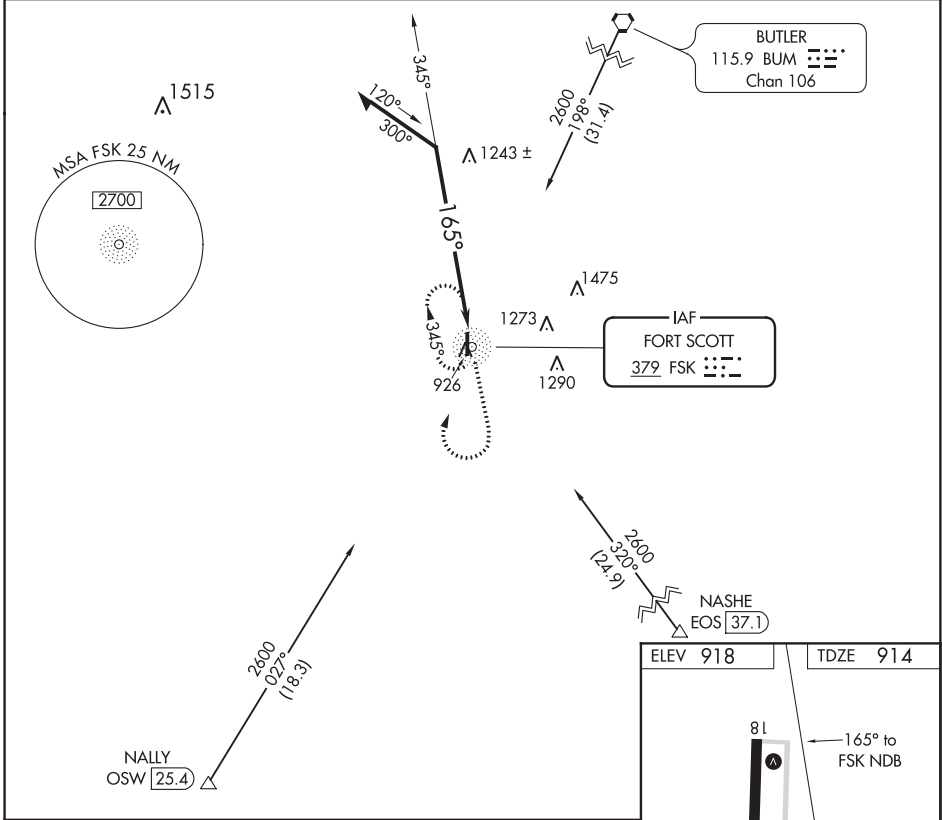 BUTLER
115.9 BUM
Chan 106
345°
1515
120°
300°
2600
198°
(31.4)
MSA FSK 25 NM
1243 ±
2700
165°
1475
1273
IAF
FORT SCOTT
379 FSK
345°
926
1290
2600
320°
(24.9)
NASHE
EOS 37.1
2600
027°
(18.3)
ELEV 918
TDZE 914
18
165° to
FSK NDB
NALLY
OSW 25.4